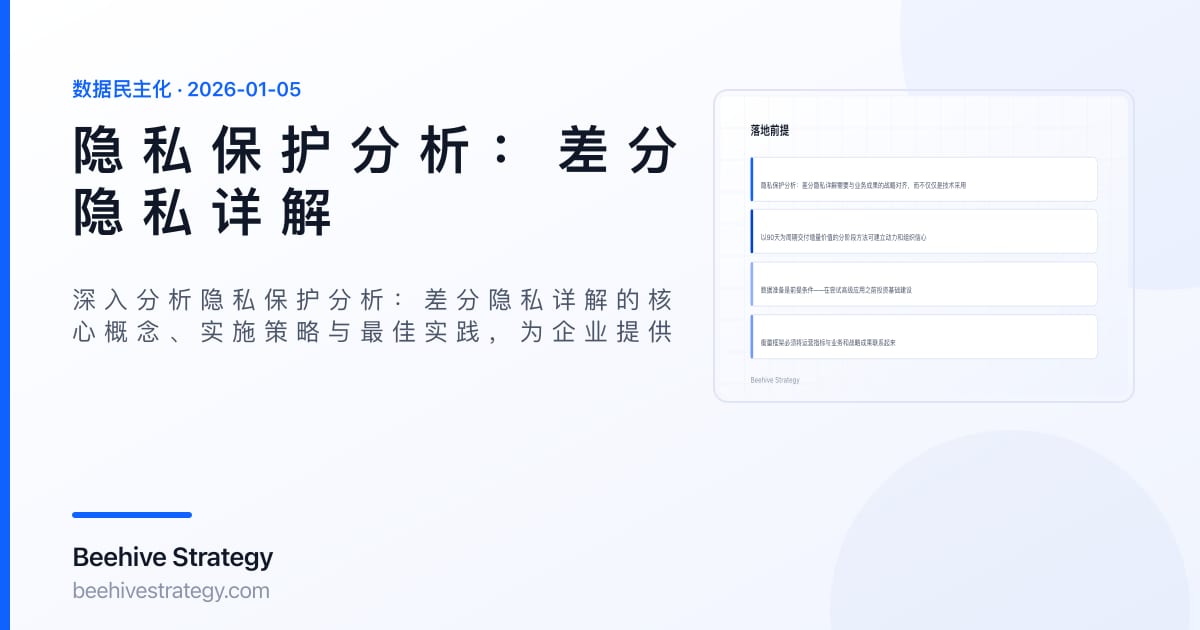 数据民主化 · 2026-01-05
隐私保护分析：差分
隐私详解
深入分析隐私保护分析：差分隐私详解的核
心概念、实施策略与最佳实践，为企业提供
Beehive Strategy
beehivestrategy.com
落地前提
隐私保护分析：差分隐私详解需要与业务成果的战略对齐，而不仅仅是技术采用
以90天为周期交付增量价值的分阶段方法可建立动力和组织信心
数据准备是前提条件——在尝试高级应用之前投资基础建设
衡量框架必须将运营指标与业务和战略成果联系起来
Beehive Strategy